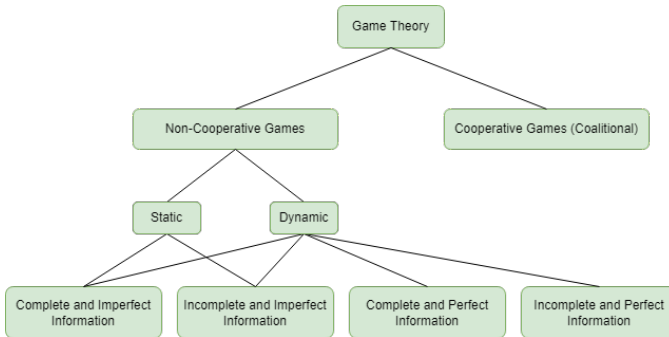 Game Theory
Non-Cooperative Games
Cooperative Games (Coalitional)
Static
Dynamic
Complete and Imperfect
Information
Incomplete and Imperfect
Information
Complete and Perfect
Information
Incomplete and Perfect
Information